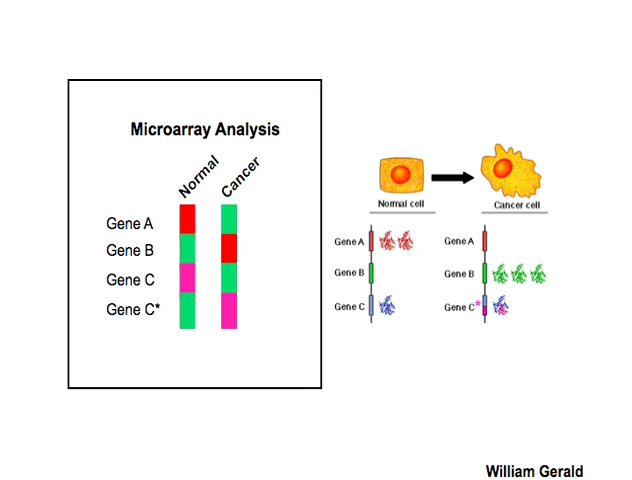 Microarray Analysis
Normal
Cancer
Gene A
Gene B
Gene C
Gene C*
Normal cell
Cancer cell
Gene A
Gene B
Gene C
Gene A
Gene B
Gene C*
William Gerald